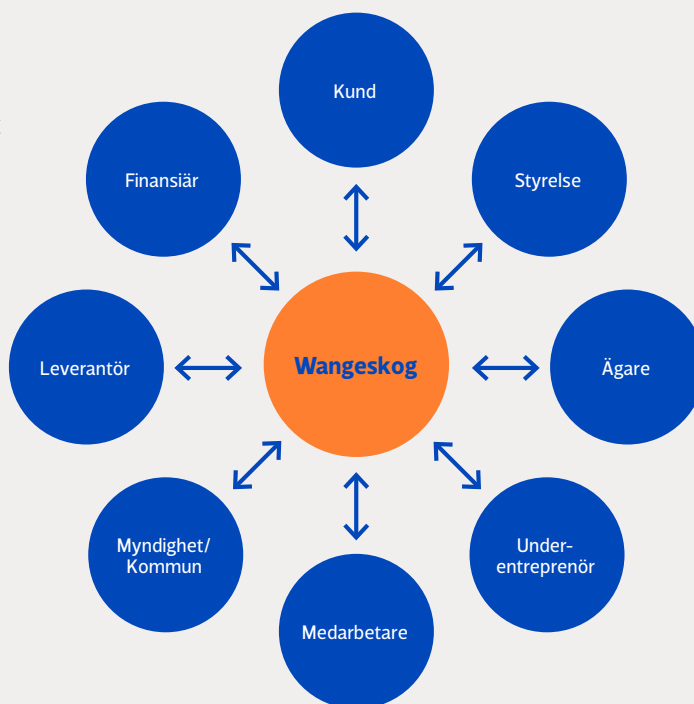 Kund
Finansiär
Styrelse
Leverantör
Wangeskog
Ägare
Myndighet/
Kommun
Under-
entreprenör
Medarbetare